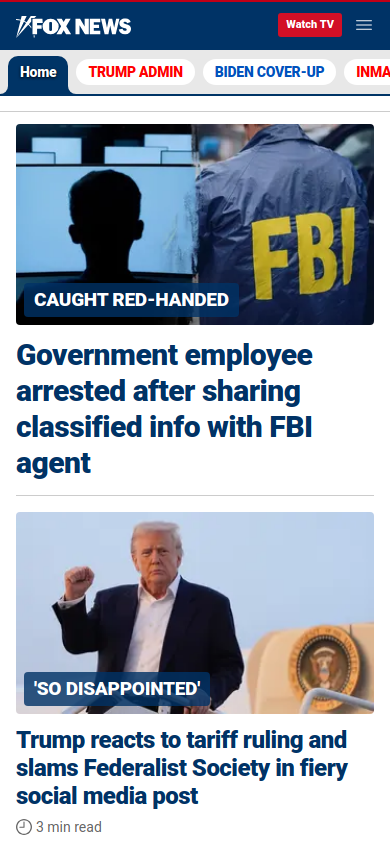 FOX NEWS
Watch TV
Home
TRUMP ADMIN
BIDEN COVER-UP
INMA
FBI
CAUGHT RED-HANDED
Government employee
arrested after sharing
classified info with FBI
agent
'SO DISAPPOINTED'
Trump reacts to tariff ruling and
slams Federalist Society in fiery
social media post
3 min read